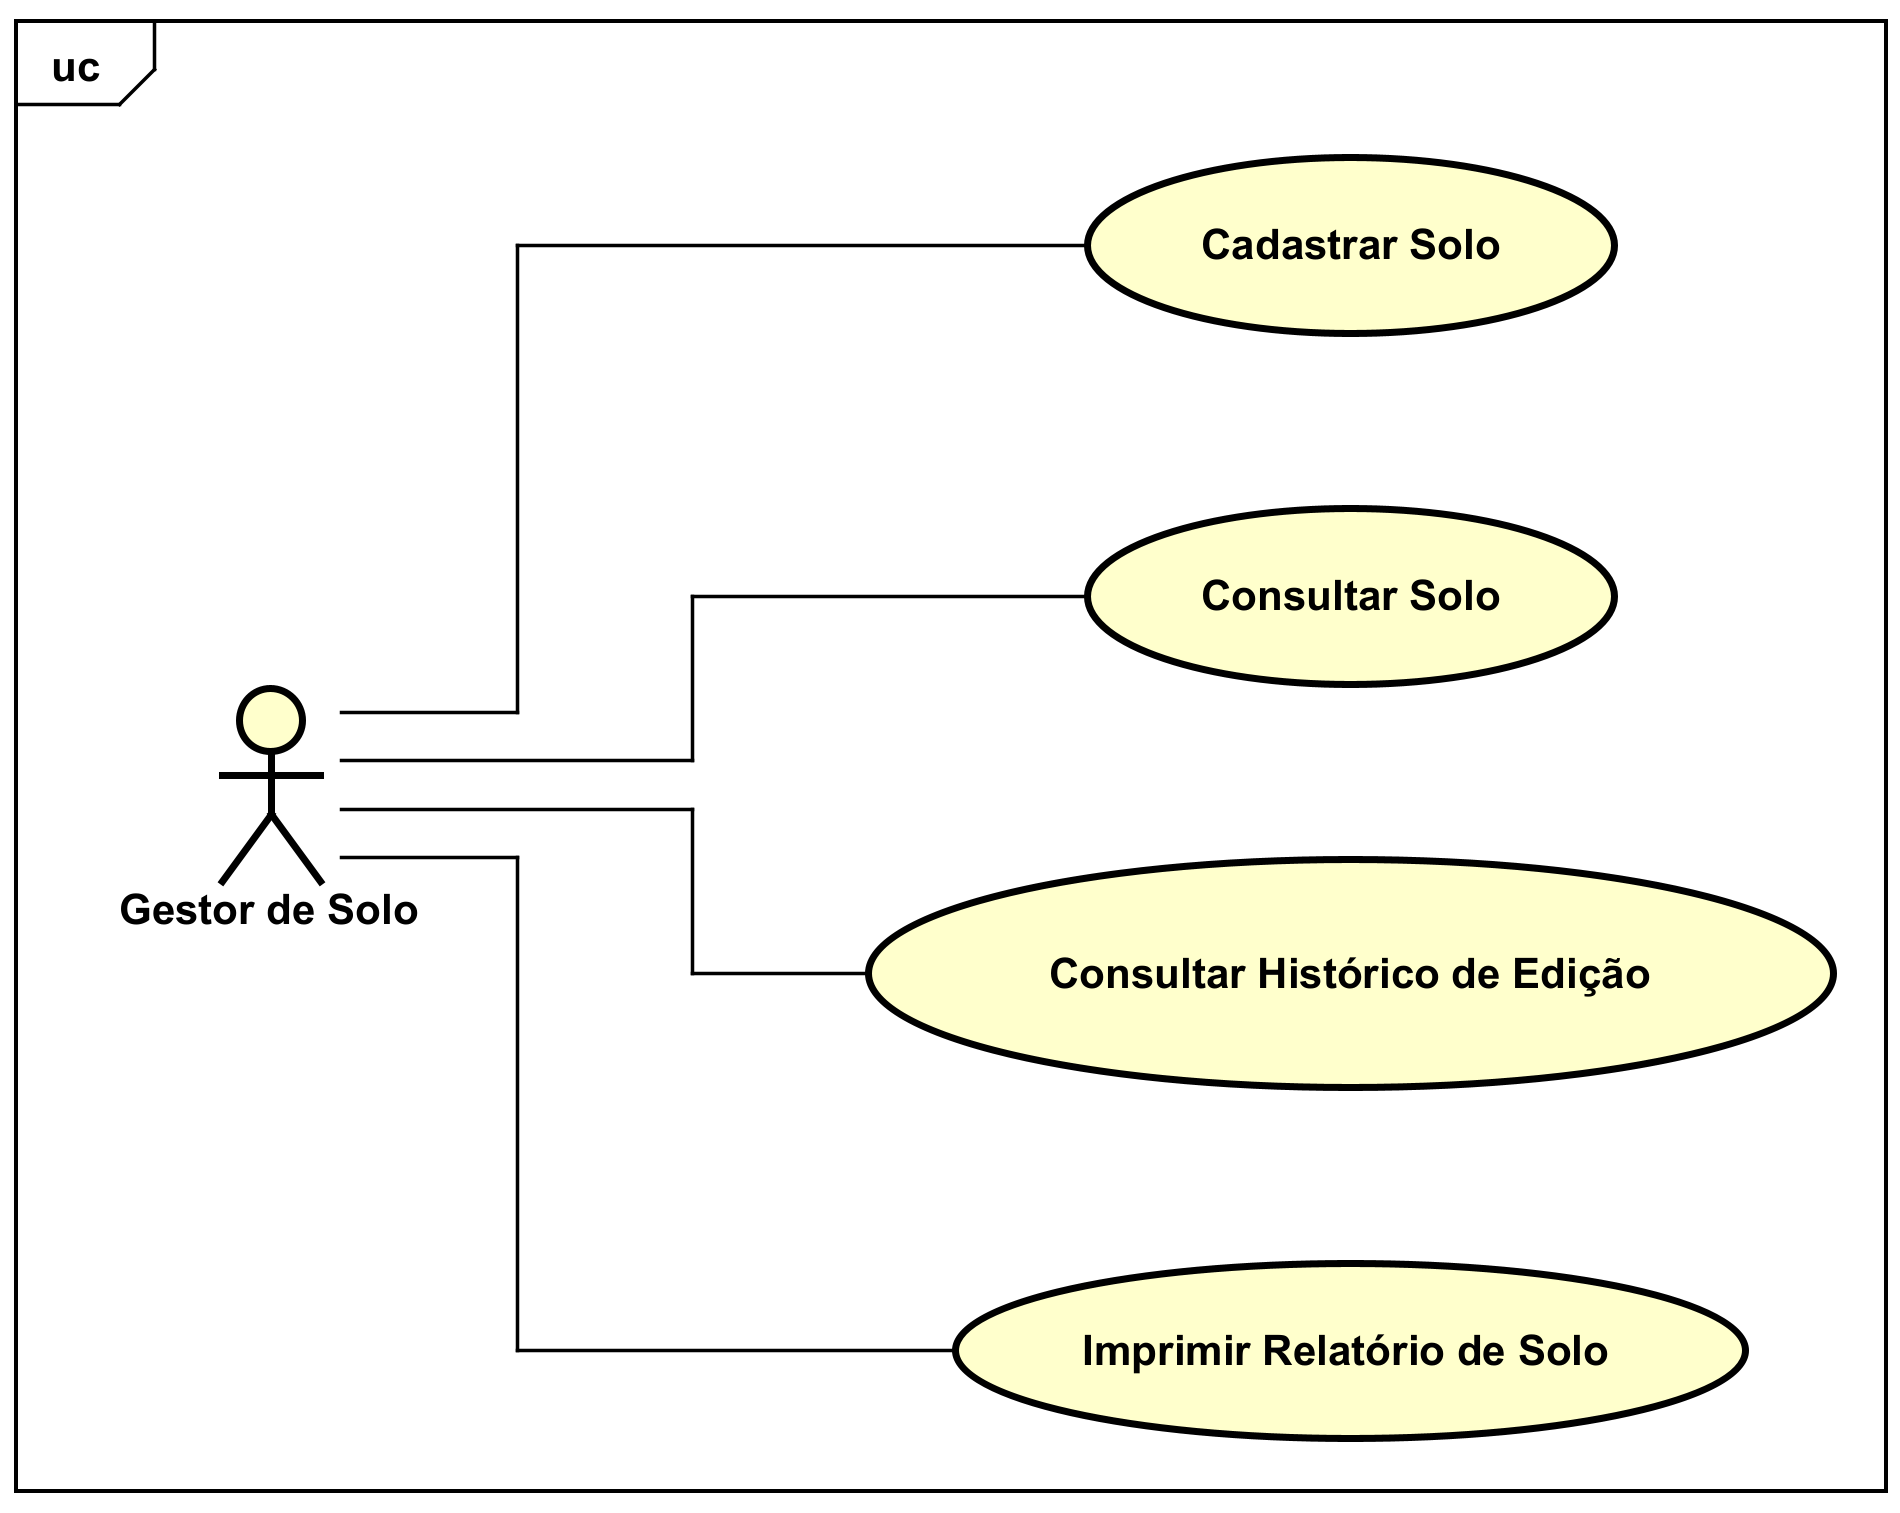 uc
Cadastrar Solo
Consultar Solo
Gestor de Solo
Consultar Histórico de Edição
Imprimir Relatório de Solo